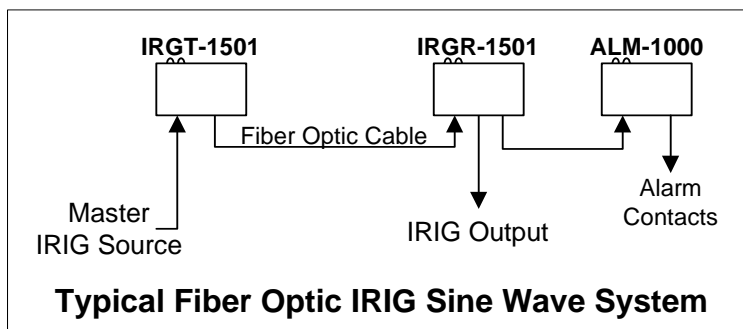 IRGT-1501
IRGR-1501
ALM-1000
Fiber Optic Cable
Master
IRIG Source
IRIG Output
Alarm
Contacts
Typical Fiber Optic IRIG Sine Wave System